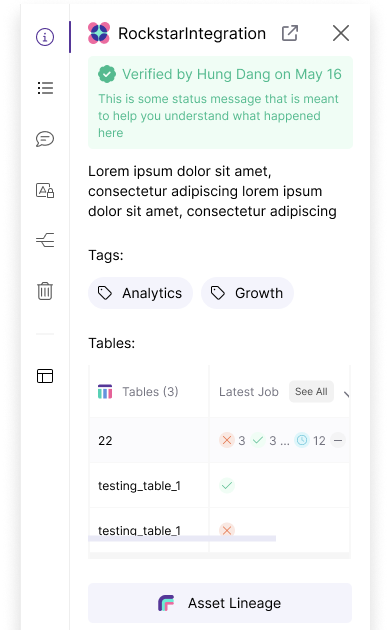 RockstarIntegration
Verified by Hung Dang on May 16
This is some status message that is meant
to help you understand what happened
here
Lorem ipsum dolor sit amet,
consectetur adipiscing lorem ipsum
dolor sit amet, consectetur adipiscing
Tags:
Analytics Growth
Tables:
Tables (3) Latest Job See All
22 3 3 ... 12
testing_table_1
testing_table_1
Asset Lineage